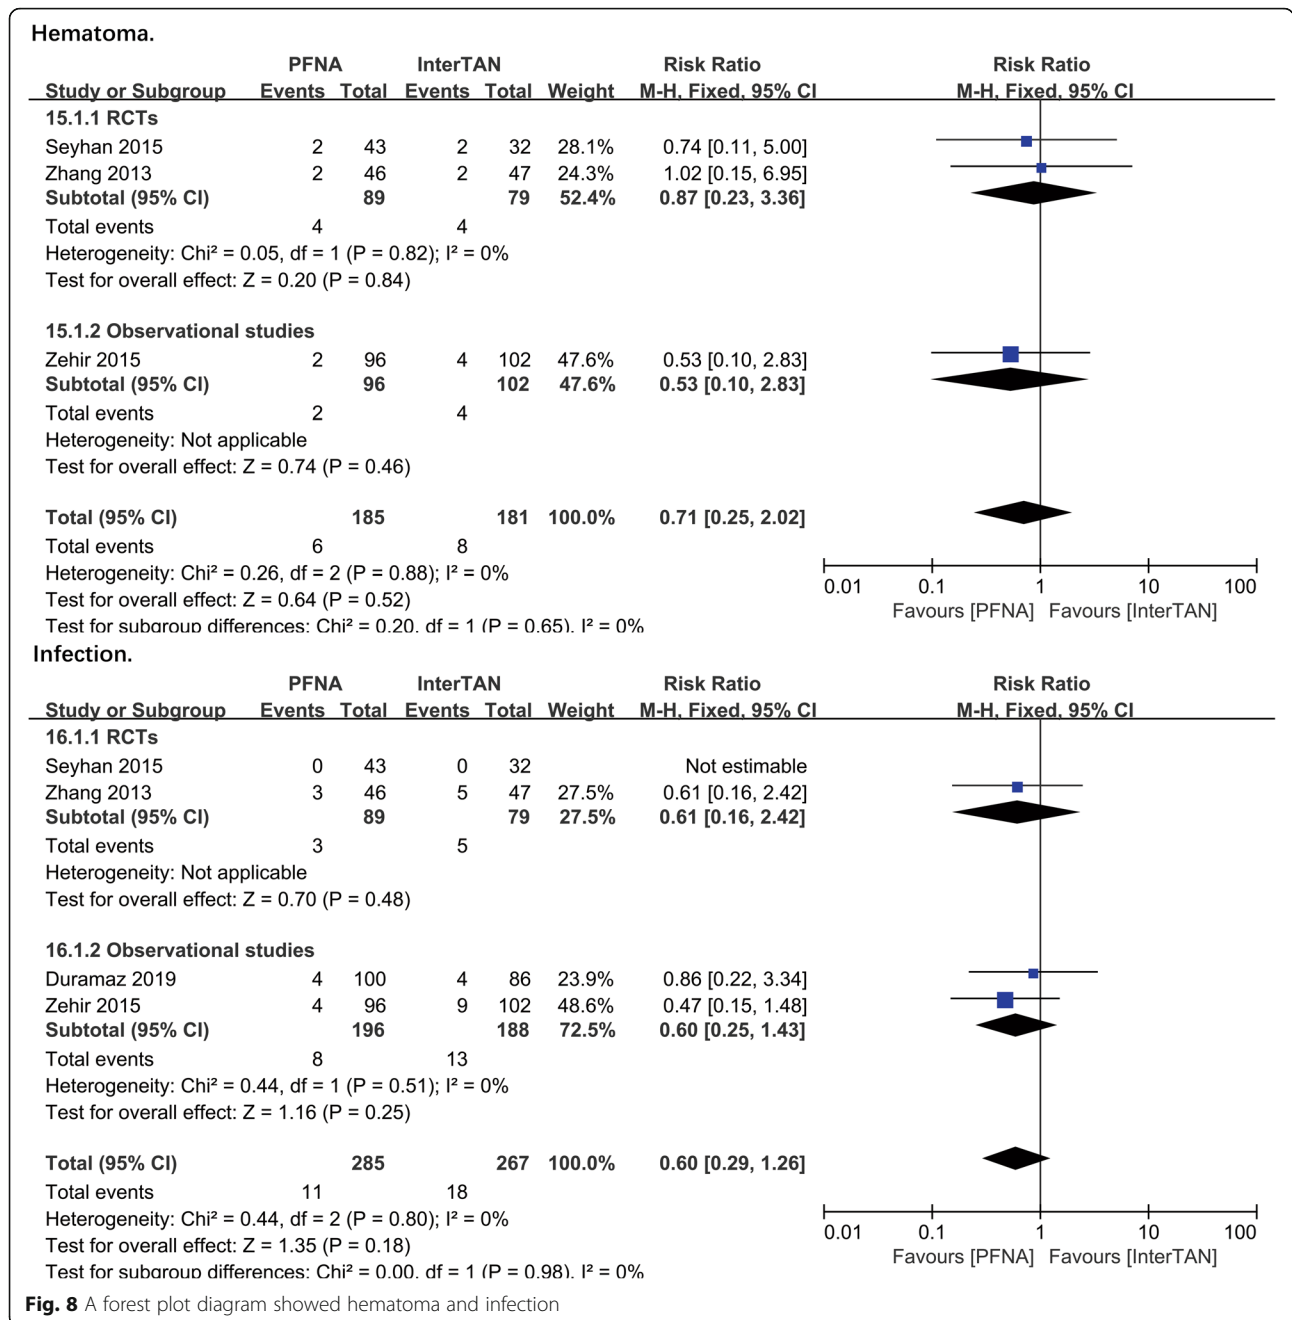 Hematoma.
PFNA InterTAN Risk Ratio Risk Ratio
Study or Subgroup Events Total Events Total Weight M-H, Fixed, 95% CI M-H, Fixed, 95% CI
15.1.1 RCTs
Seyhan 2015 2 43 2 32 28.1% 0.74 [0.11, 5.00]
Zhang 2013 2 46 2 47 24.3% 1.02 [0.15, 6.95]
Subtotal (95% CI) 89 79 52.4% 0.87 [0.23, 3.36]
Total events 4 4
Heterogeneity: Chi² = 0.05, df = 1 (P = 0.82); I² = 0%
Test for overall effect: Z = 0.20 (P = 0.84)
15.1.2 Observational studies
Zehir 2015 2 96 4 102 47.6% 0.53 [0.10, 2.83]
Subtotal (95% CI) 96 102 47.6% 0.53 [0.10, 2.83]
Total events 2 4
Heterogeneity: Not applicable
Test for overall effect: Z = 0.74 (P = 0.46)
Total (95% CI) 185 181 100.0% 0.71 [0.25, 2.02]
Total events 6 8
Heterogeneity: Chi² = 0.26, df = 2 (P = 0.88); I² = 0%
Test for overall effect: Z = 0.64 (P = 0.52)
Test for subgroup differences: Chi² = 0.20, df = 1 (P = 0.65), I² = 0%
0.01 0.1 1 10 100
Favours [PFNA] Favours [InterTAN]
Infection.
PFNA InterTAN Risk Ratio Risk Ratio
Study or Subgroup Events Total Events Total Weight M-H, Fixed, 95% CI M-H, Fixed, 95% CI
16.1.1 RCTs
Seyhan 2015 0 43 0 32 Not estimable
Zhang 2013 3 46 5 47 27.5% 0.61 [0.16, 2.42]
Subtotal (95% CI) 89 79 27.5% 0.61 [0.16, 2.42]
Total events 3 5
Heterogeneity: Not applicable
Test for overall effect: Z = 0.70 (P = 0.48)
16.1.2 Observational studies
Duramaz 2019 4 100 4 86 23.9% 0.86 [0.22, 3.34]
Zehir 2015 4 96 9 102 48.6% 0.47 [0.15, 1.48]
Subtotal (95% CI) 196 188 72.5% 0.60 [0.25, 1.43]
Total events 8 13
Heterogeneity: Chi² = 0.44, df = 1 (P = 0.51); I² = 0%
Test for overall effect: Z = 1.16 (P = 0.25)
Total (95% CI) 285 267 100.0% 0.60 [0.29, 1.26]
Total events 11 18
Heterogeneity: Chi² = 0.44, df = 2 (P = 0.80); I² = 0%
Test for overall effect: Z = 1.35 (P = 0.18)
Test for subgroup differences: Chi² = 0.00, df = 1 (P = 0.98), I² = 0%
0.01 0.1 1 10 100
Favours [PFNA] Favours [InterTAN]
Fig. 8 A forest plot diagram showed hematoma and infection